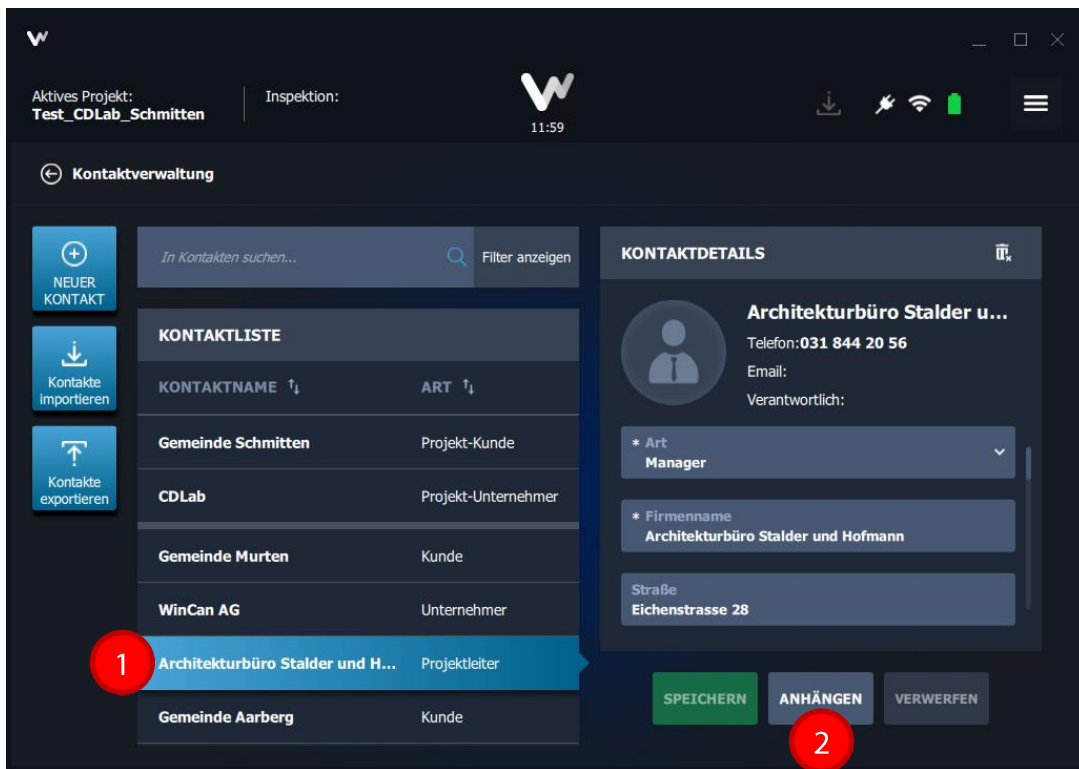 Aktives Projekt:
Test_CDLab_Schmitten
Inspektion:
11:59
Kontaktverwaltung
NEUER
KONTAKT
Kontakte
importieren
Kontakte
exportieren
In Kontakten suchen...
Filter anzeigen
KONTAKTLISTE
KONTAKTNAME ART
Gemeinde Schmitten Projekt-Kunde
CDLab Projekt-Unternehmer
Gemeinde Murten Kunde
WinCan AG Unternehmer
1 Architekturbüro Stalder und H... Projektleiter
Gemeinde Aarberg Kunde
KONTAKTDETAILS
Architekturbüro Stalder u...
Telefon:031 844 20 56
Email:
Verantwortlich:
* Art
Manager
* Firmenname
Architekturbüro Stalder und Hofmann
Straße
Eichenstrasse 28
SPEICHERN ANHÄNGEN VERWERFEN
2